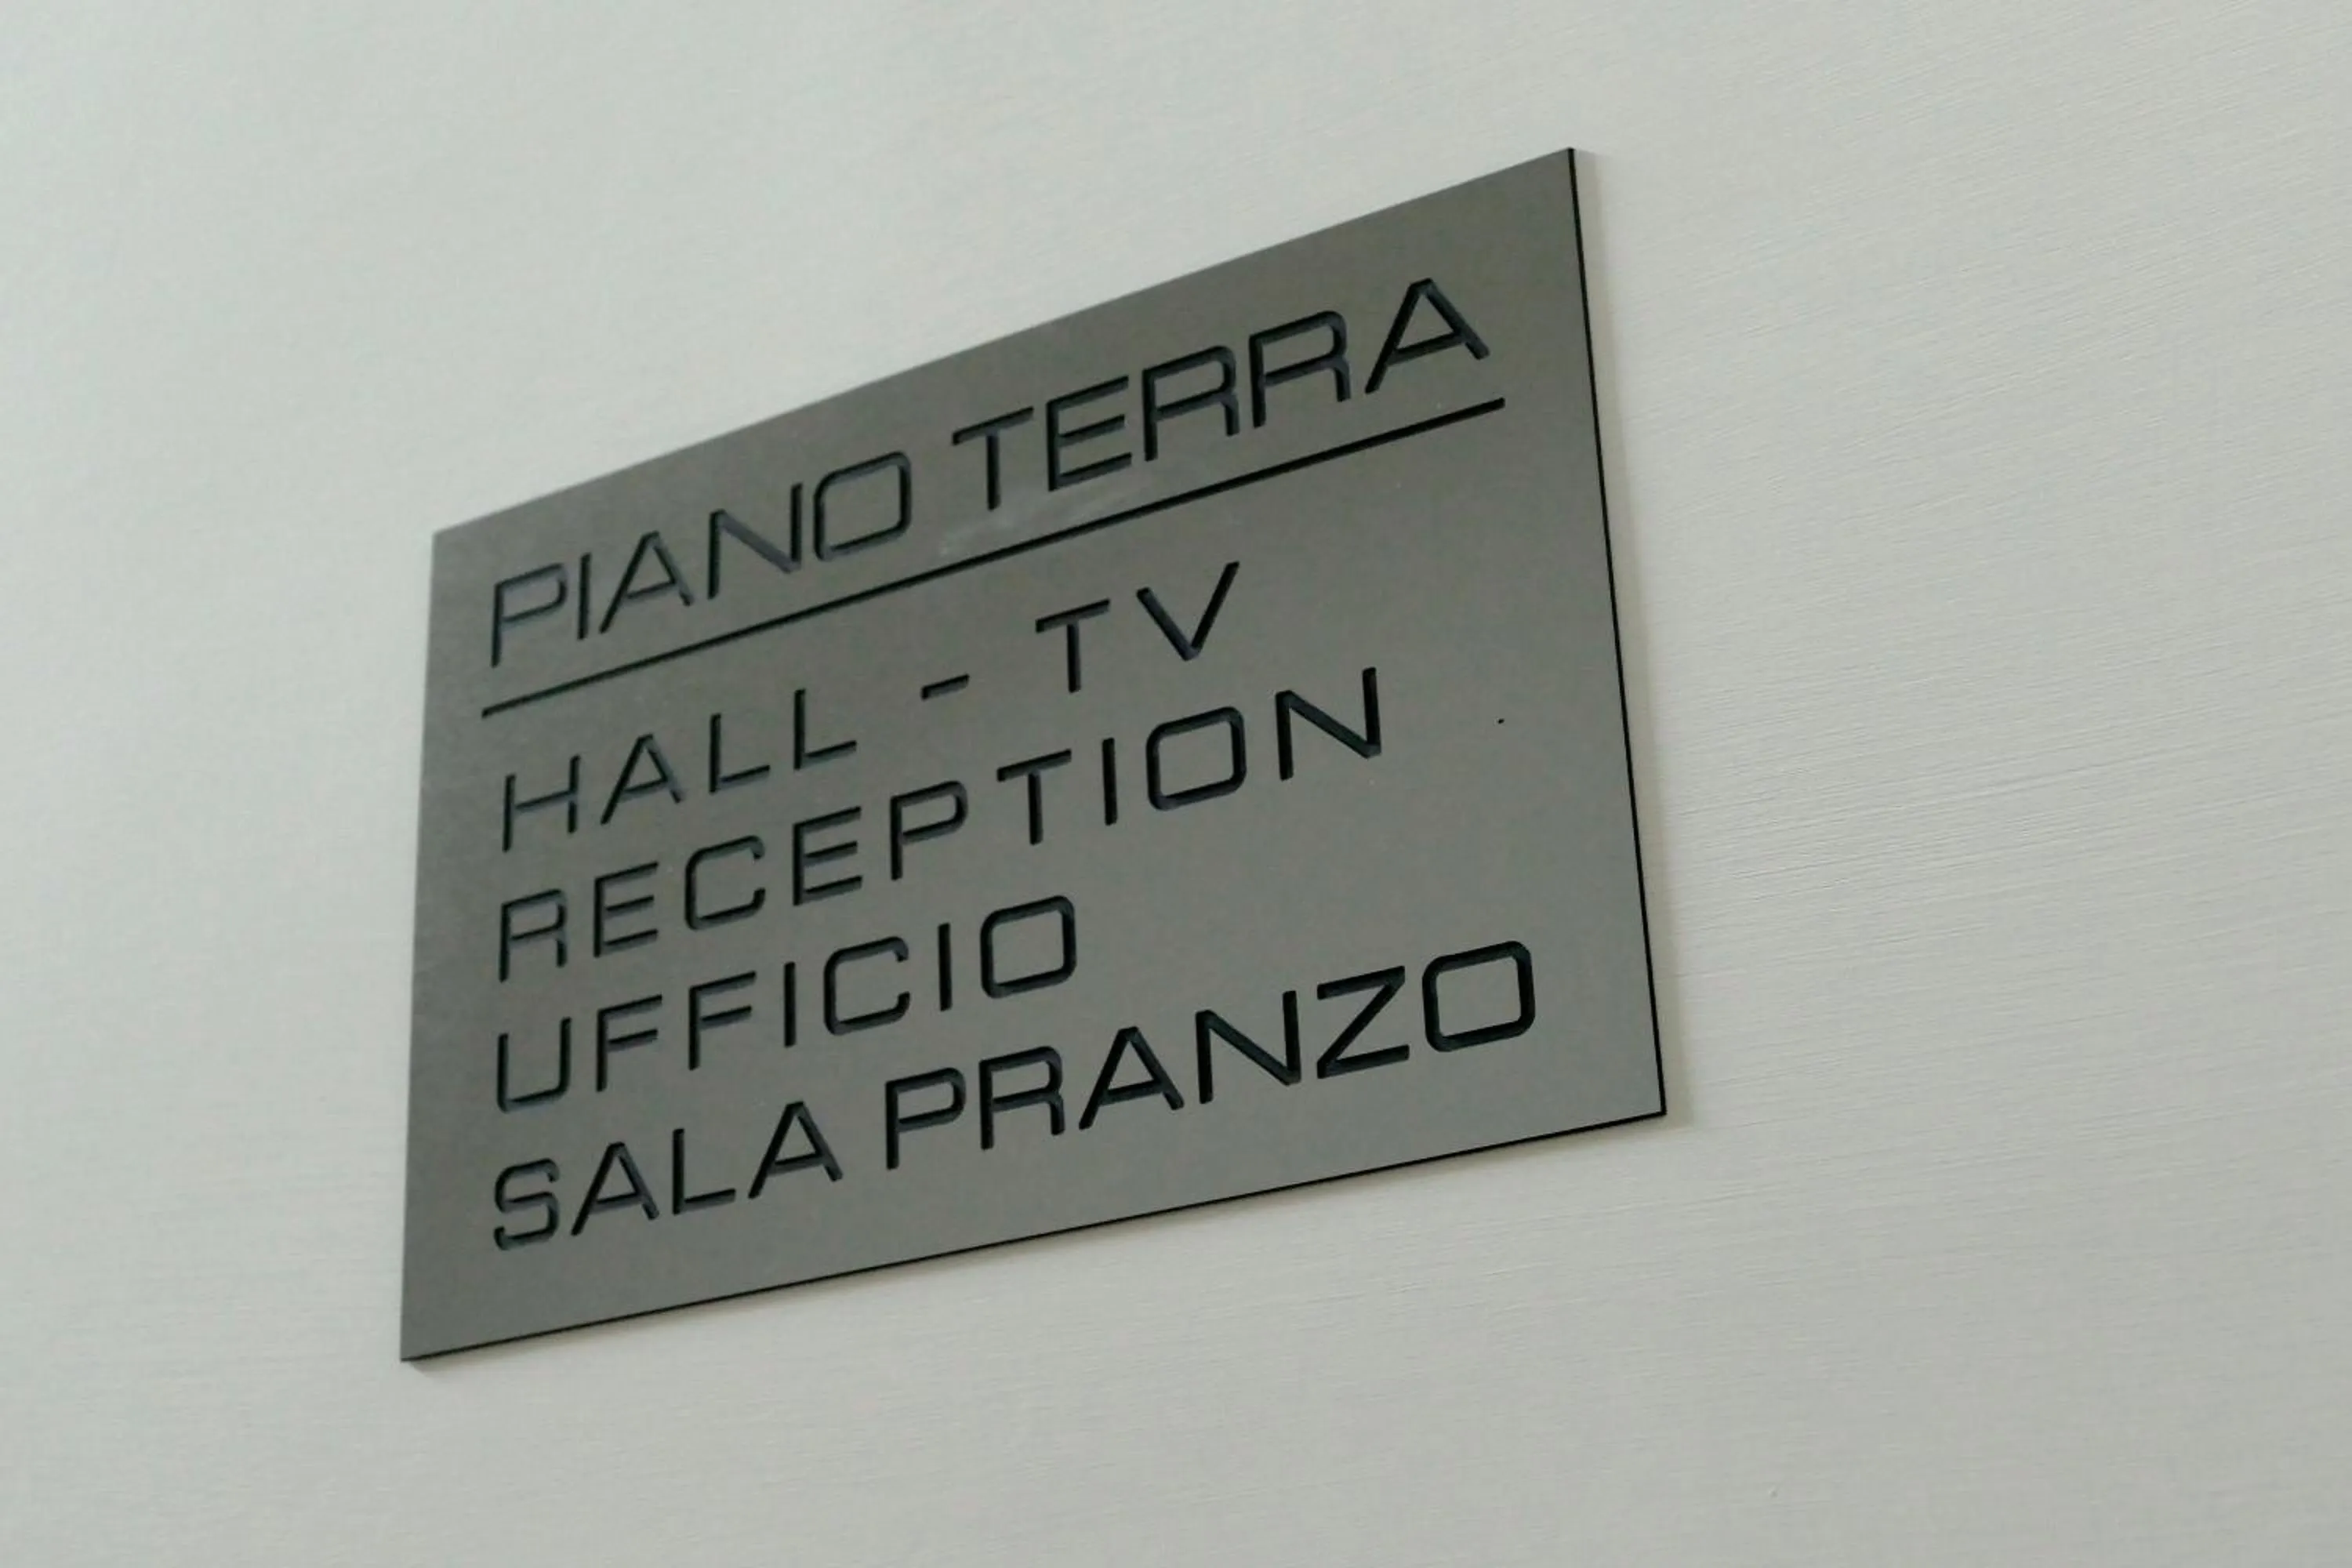 PIANO TERRA
HALL - TV
RECEPTION
UFFICIO
SALA PRANZO